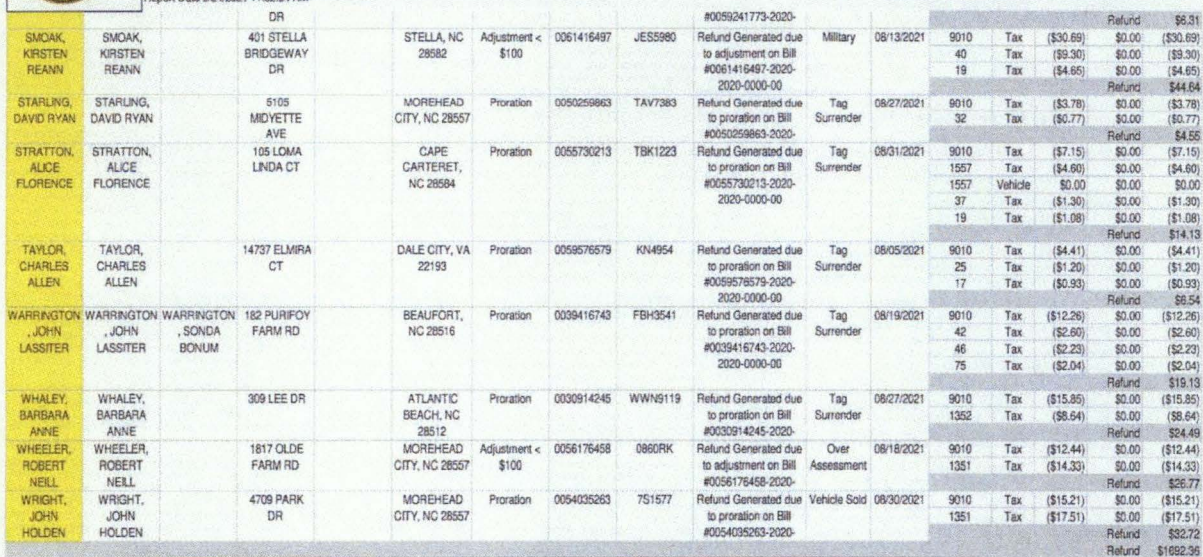 DR #0059241773-2020- Refund $6.31
SMOAK, SMOAK, 401 STELLA STELLA, NC Adjustment < 0061416497 JES5980 Refund Generated due Military 08/13/2021 9010 Tax ($30.69) $0.00 ($30.69)
KIRSTEN KIRSTEN BRIDGEWAY 28582 $100 to adjustment on Bill 40 Tax ($9.30) $0.00 ($9.30)
REANN REANN DR #0061416497-2020- 19 Tax ($4.65) $0.00 ($4.65)
2020-0000-00 Refund $44.64
STARLING, STARLING, 5105 MOREHEAD Proration 0050259863 TAV7383 Refund Generated due Tag 08/27/2021 9010 Tax ($3.78) $0.00 ($3.78)
DAVID RYAN DAVID RYAN MIDYETTE CITY, NC 28557 to proration on Bill Surrender 32 Tax ($0.77) $0.00 ($0.77)
AVE #0050259863-2020- Refund $4.55
STRATTON, STRATTON, 105 LOMA CAPE Proration 0055730213 TBK1223 Refund Generated due Tag 08/31/2021 9010 Tax ($7.15) $0.00 ($7.15)
ALICE ALICE LINDA CT CARTERET, to proration on Bill Surrender 1557 Tax ($4.60) $0.00 ($4.60)
FLORENCE FLORENCE NC 28584 #0055730213-2020- 1557 Vehicle $0.00 $0.00 $0.00
2020-0000-00 37 Tax ($1.30) $0.00 ($1.30)
19 Tax ($1.08) $0.00 ($1.08)
Refund $14.13
TAYLOR, TAYLOR, 14737 ELMIRA DALE CITY, VA Proration 0059576579 KN4954 Refund Generated due Tag 08/05/2021 9010 Tax ($4.41) $0.00 ($4.41)
CHARLES CHARLES CT 22193 to proration on Bill Surrender 25 Tax ($1.20) $0.00 ($1.20)
ALLEN ALLEN #0059576579-2020- 17 Tax ($0.93) $0.00 ($0.93)
2020-0000-00 Refund $6.54
WARRINGTON WARRINGTON WARRINGTON 182 PURIFOY BEAUFORT, Proration 0039416743 FBH3541 Refund Generated due Tag 08/19/2021 9010 Tax ($12.26) $0.00 ($12.26)
, JOHN , JOHN , SONDA FARM RD NC 28516 to proration on Bill Surrender 42 Tax ($2.60) $0.00 ($2.60)
LASSITER LASSITER BONUM #0039416743-2020- 46 Tax ($2.23) $0.00 ($2.23)
2020-0000-00 75 Tax ($2.04) $0.00 ($2.04)
Refund $19.13
WHALEY, WHALEY, 309 LEE DR ATLANTIC Proration 0030914245 WWN9119 Refund Generated due Tag 08/27/2021 9010 Tax ($15.85) $0.00 ($15.85)
BARBARA BARBARA BEACH, NC to proration on Bill Surrender 1352 Tax ($8.64) $0.00 ($8.64)
ANNE ANNE 28512 #0030914245-2020- Refund $24.49
WHEELER, WHEELER, 1817 OLDE MOREHEAD Adjustment < 0056176458 0860RK Refund Generated due Over 08/18/2021 9010 Tax ($12.44) $0.00 ($12.44)
ROBERT ROBERT FARM RD CITY, NC 28557 $100 to adjustment on Bill Assessment 1351 Tax ($14.33) $0.00 ($14.33)
NEILL NEILL #0056176458-2020- Refund $26.77
WRIGHT, WRIGHT, 4709 PARK MOREHEAD Proration 0054035263 7S1577 Refund Generated due Vehicle Sold 08/30/2021 9010 Tax ($15.21) $0.00 ($15.21)
JOHN JOHN DR CITY, NC 28557 to proration on Bill 1351 Tax ($17.51) $0.00 ($17.51)
HOLDEN HOLDEN #0054035263-2020- Refund $32.72
Refund